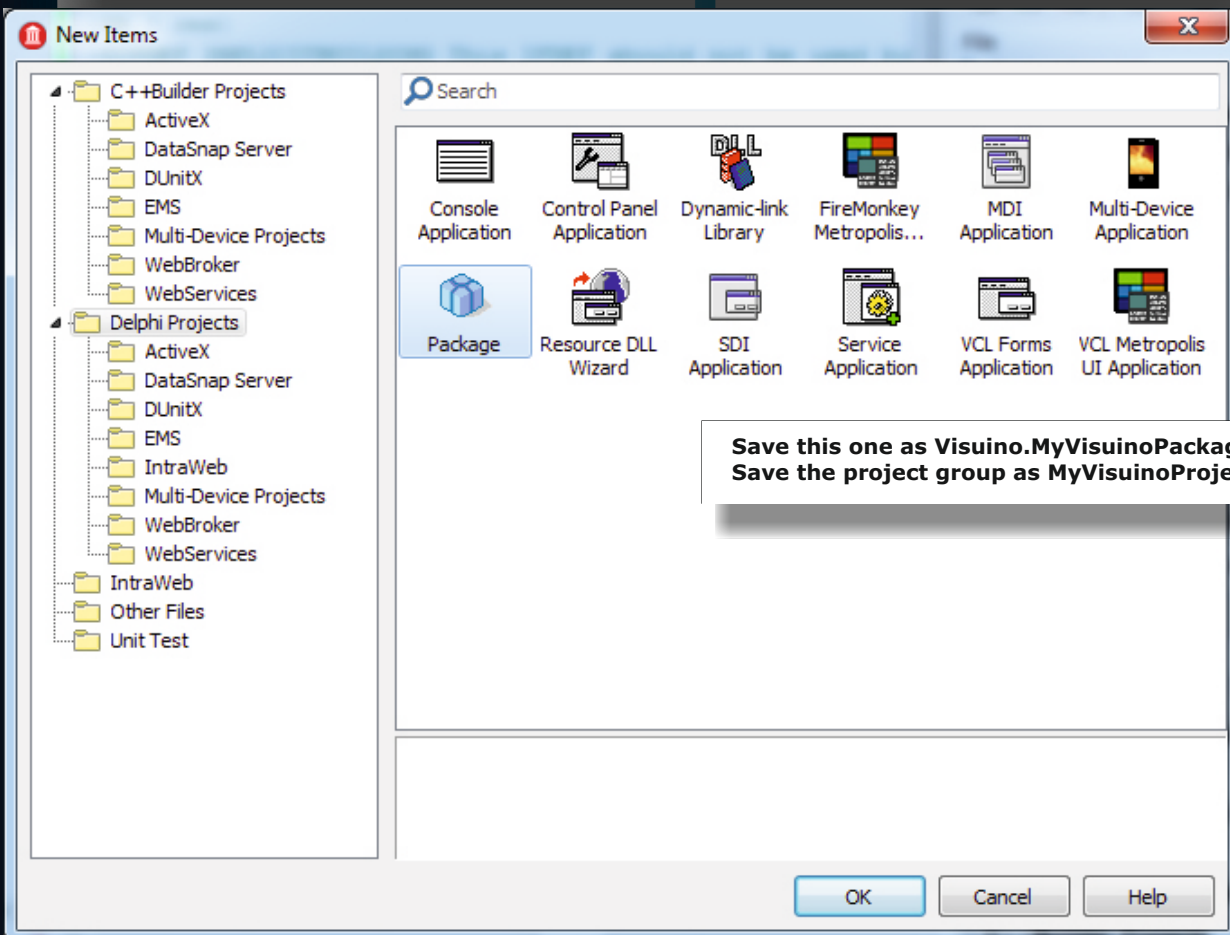 New Items
C++Builder Projects
ActiveX
DataSnap Server
DUnitX
EMS
Multi-Device Projects
WebBroker
WebServices
Delphi Projects
ActiveX
DataSnap Server
DUnitX
EMS
IntraWeb
Multi-Device Projects
WebBroker
WebServices
IntraWeb
Other Files
Unit Test
Search
Console
Application
Control Panel
Application
DLL
Dynamic-link
Library
FireMonkey
Metropolis...
MDI
Application
Multi-Device
Application
Package
Resource DLL
Wizard
SDI
Application
Service
Application
VCL Forms
Application
VCL Metropolis
UI Application
Save this one as Visuino.MyVisuinoPackag
Save the project group as MyVisuinoProje
OK
Cancel
Help